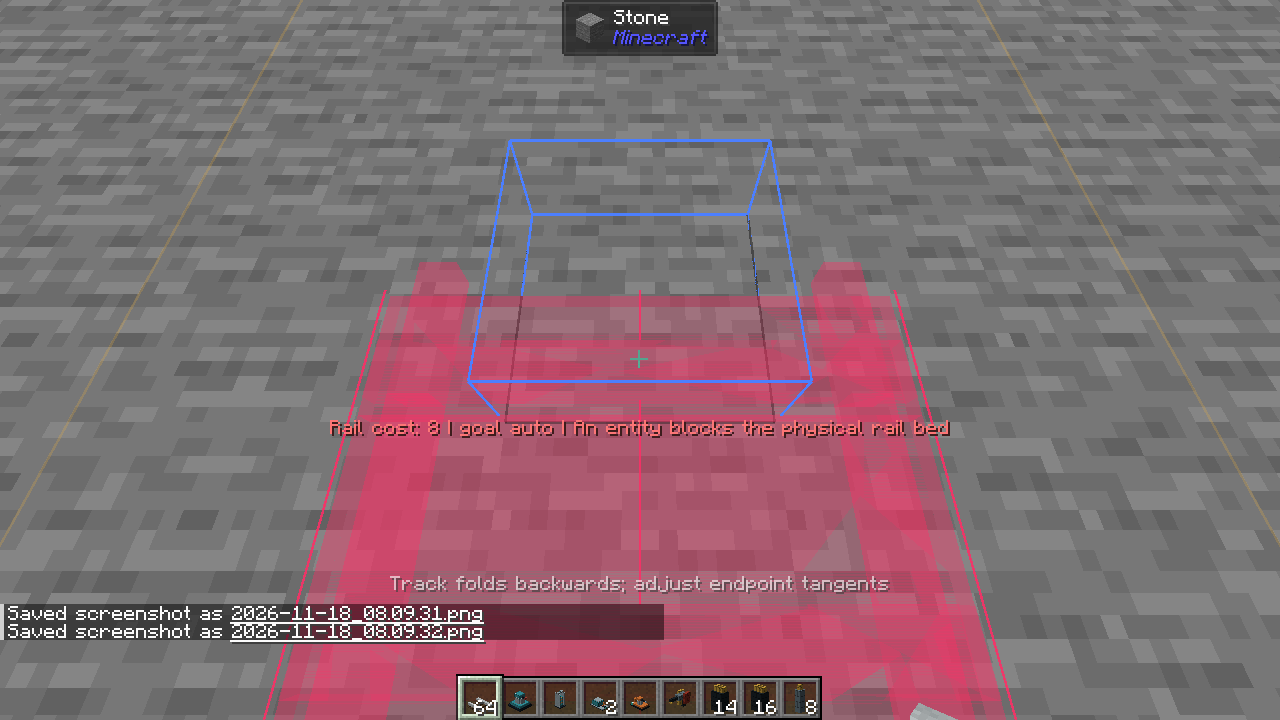 Stone
Minecraft
Rail cost: 8 | goal auto | An entity blocks the physical rail bed
Track folds backwards; adjust endpoint tangents
Saved screenshot as 2026-11-18_08.09.31.png
Saved screenshot as 2026-11-18_08.09.32.png
64 2 14 16 8